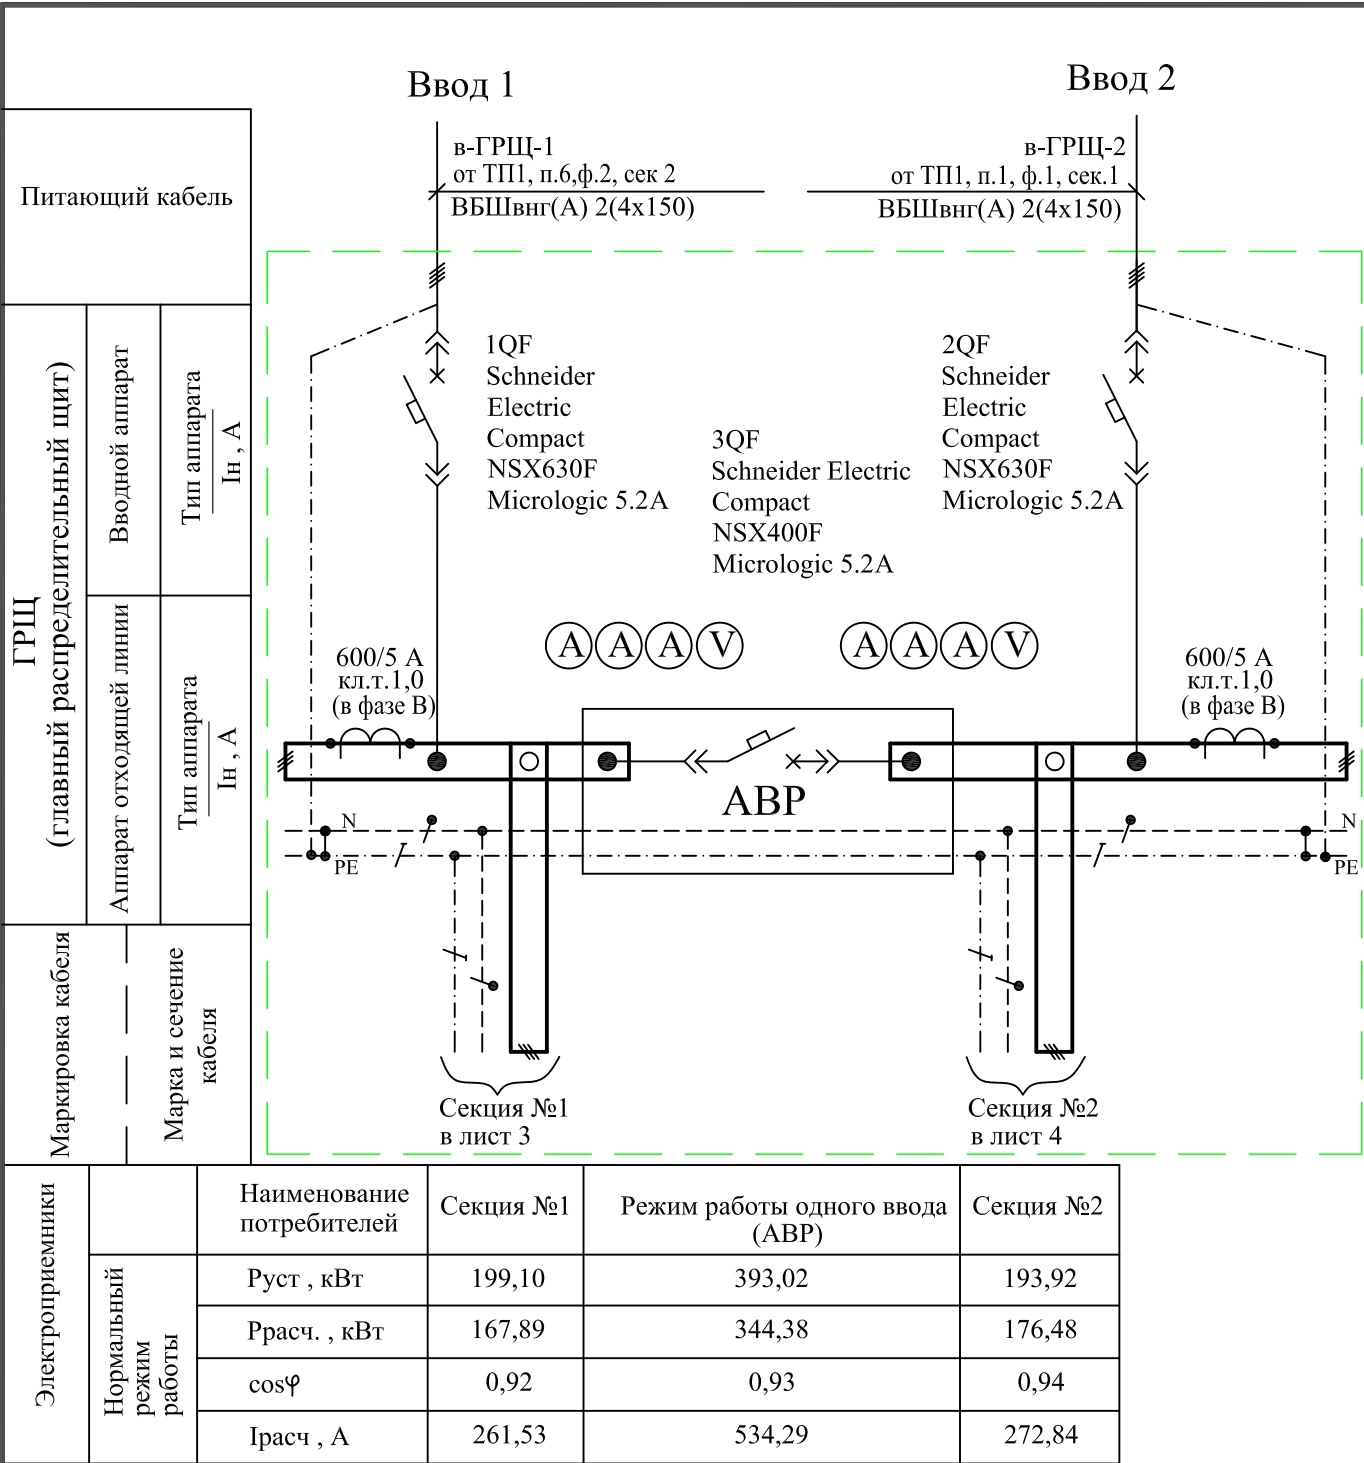 Ввод 1
Ввод 2
Питающий кабель
в-ГРЩ-1
от ТП1, п.6,ф.2, сек 2
ВБШвнг(А) 2(4х150)
в-ГРЩ-2
от ТП1, п.1, ф.1, сек.1
ВБШвнг(А) 2(4х150)
ГРЩ
(главный распределительный щит)
Вводной аппарат
Тип аппарата
Iн , А
Аппарат отходящей линии
Тип аппарата
Iн , А
1QF
Schneider
Electric
Compact
NSX630F
Micrologic 5.2A
3QF
Schneider Electric
Compact
NSX400F
Micrologic 5.2A
2QF
Schneider
Electric
Compact
NSX630F
Micrologic 5.2A
A A A V
A A A V
600/5 А
кл.т.1,0
(в фазе В)
600/5 А
кл.т.1,0
(в фазе В)
АВР
N
PE
N
PE
Маркировка кабеля
Марка и сечение
кабеля
Секция №1
в лист 3
Секция №2
в лист 4
Электроприемники
Нормальный
режим
работы
Наименование
потребителей
Секция №1
Режим работы одного ввода
(АВР)
Секция №2
Руст , кВт
199,10
393,02
193,92
Ррасч. , кВт
167,89
344,38
176,48
cosφ
0,92
0,93
0,94
Iрасч , А
261,53
534,29
272,84